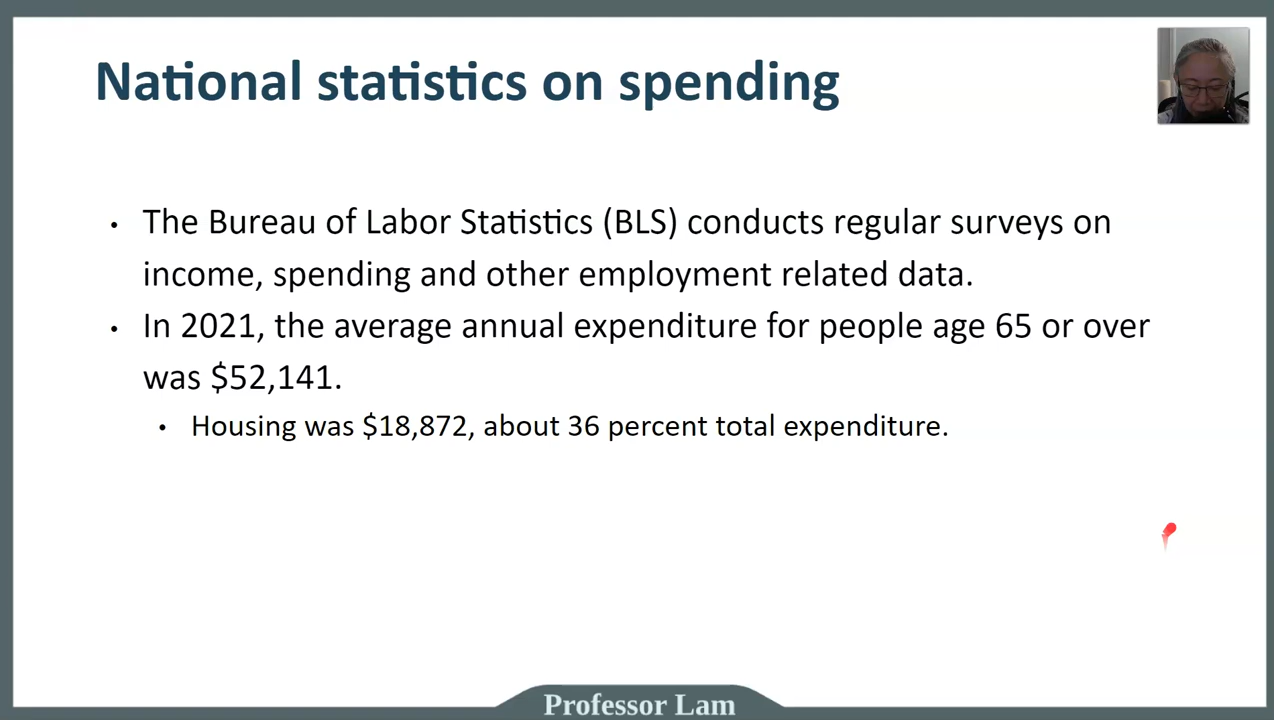 National statistics on spending
• The Bureau of Labor Statistics (BLS) conducts regular surveys on
income, spending and other employment related data.
• In 2021, the average annual expenditure for people age 65 or over
was $52,141.
• Housing was $18,872, about 36 percent total expenditure.
Professor Lam